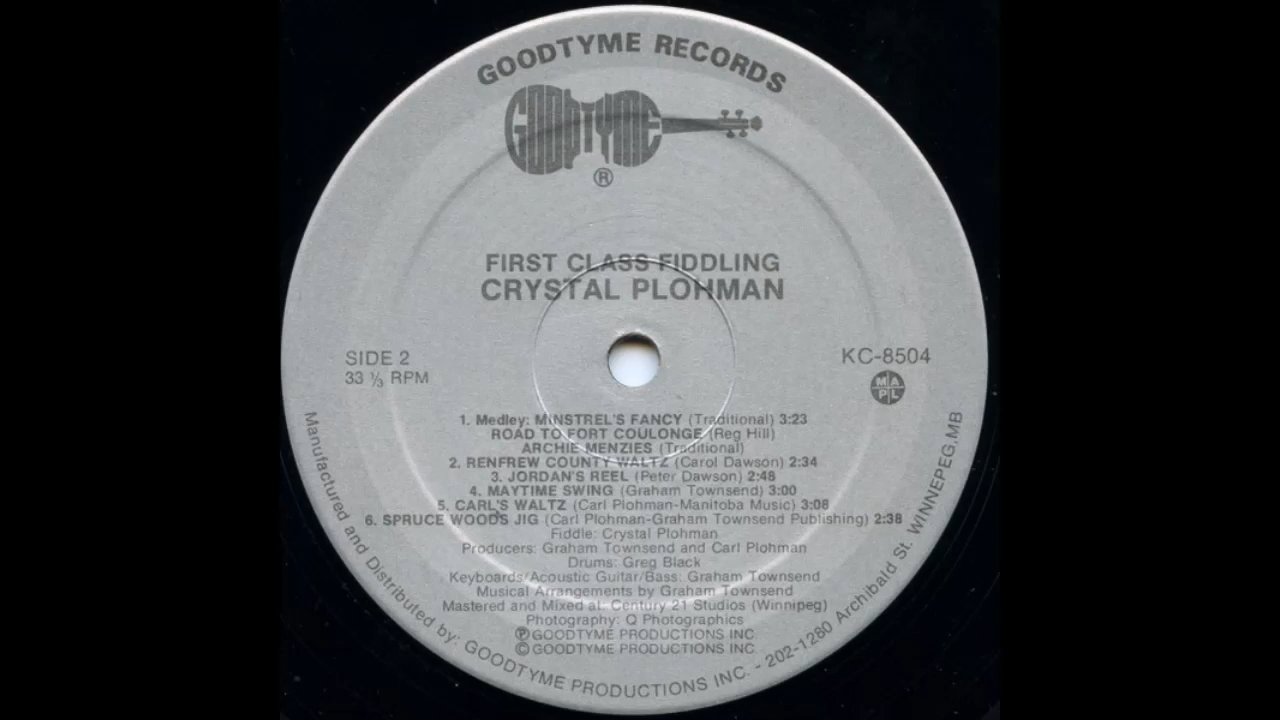 GOODTYME RECORDS
GOODTYME
®
FIRST CLASS FIDDLING
CRYSTAL PLOHMAN
SIDE 2
33 ⅓ RPM
KC-8504
M A
P L
1. Medley: MINSTREL'S FANCY (Traditional) 3:23
ROAD TO FORT COULONGE (Reg Hill)
ARCHIE MENZIES (Traditional)
2. RENFREW COUNTY WALTZ (Carol Dawson) 2:34
3. JORDAN'S REEL (Peter Dawson) 2:48
4. MAYTIME SWING (Graham Townsend) 3:00
5. CARL'S WALTZ (Carl Plohman-Manitoba Music) 3:08
6. SPRUCE WOODS JIG (Carl Plohman-Graham Townsend Publishing) 2:38
Fiddle: Crystal Plohman
Producers: Graham Townsend and Carl Plohman
Drums: Greg Black
Keyboards/Acoustic Guitar/Bass: Graham Townsend
Musical Arrangements by Graham Townsend
Mastered and Mixed at: Century 21 Studios (Winnipeg)
Photography: Q Photographics
℗ GOODTYME PRODUCTIONS INC.
© GOODTYME PRODUCTIONS INC.
Manufactured and Distributed by: GOODTYME PRODUCTIONS INC. - 202-1280 Archibald St. WINNEPEG.MB